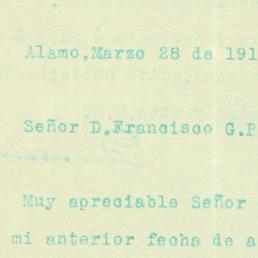 Alamo,Marzo 28 de 191
Señor D.Francisco G.P
Muy apreciable Señor
mi anterior fecha de a